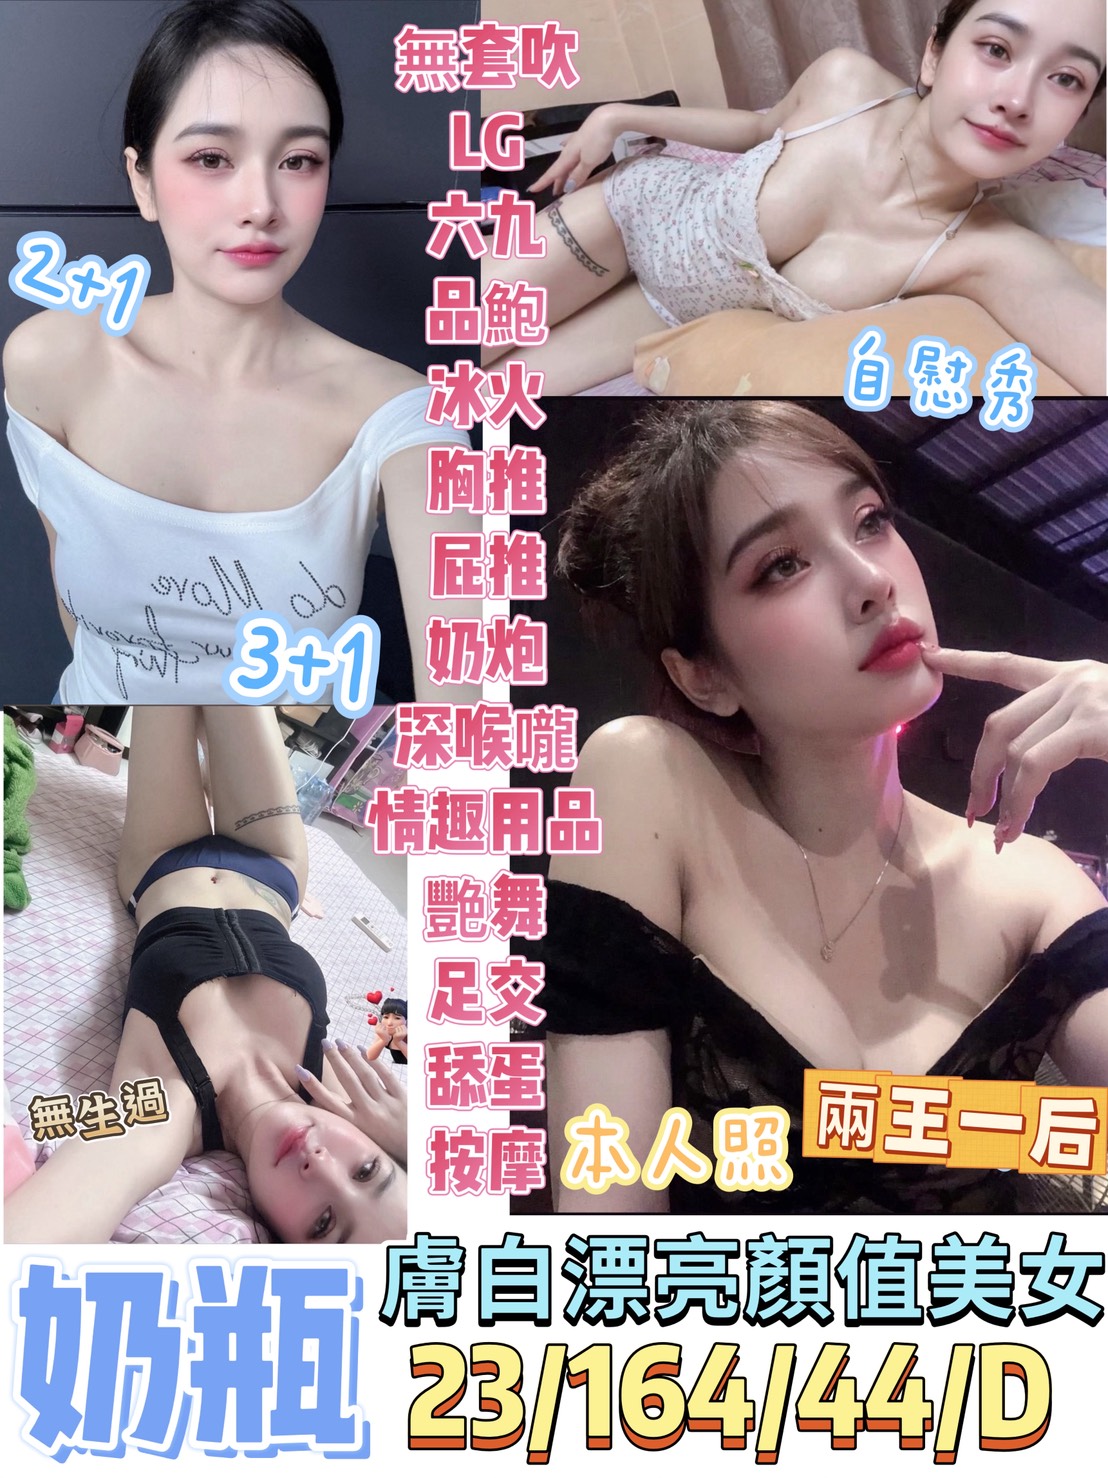 無套吹
LG
六九
品鮑
冰火
胸推
屁推
奶炮
深喉嚨
情趣用品
艷舞
足交
舔蛋
按摩
2+1
自慰秀
do More
3+1
無生過
本人照
兩王一后
奶瓶
膚白漂亮顏值美女
23/164/44/D